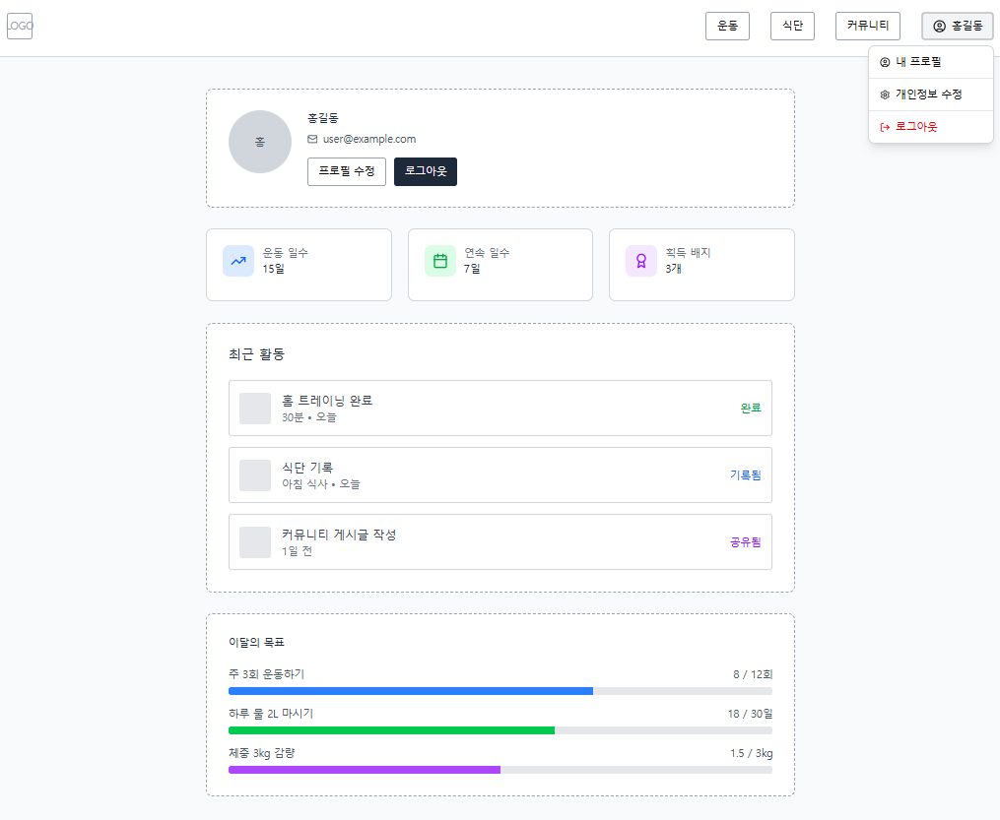 LOGO
운동
식단
커뮤니티
홍길동
내 프로필
개인정보 수정
로그아웃
홍
홍길동
user@example.com
프로필 수정
로그아웃
운동 일수
15일
연속 일수
7일
획득 배지
3개
최근 활동
홈 트레이닝 완료
30분 • 오늘
완료
식단 기록
아침 식사 • 오늘
기록됨
커뮤니티 게시글 작성
1일 전
공유됨
이달의 목표
주 3회 운동하기
8 / 12회
하루 물 2L 마시기
18 / 30일
체중 3kg 감량
1.5 / 3kg